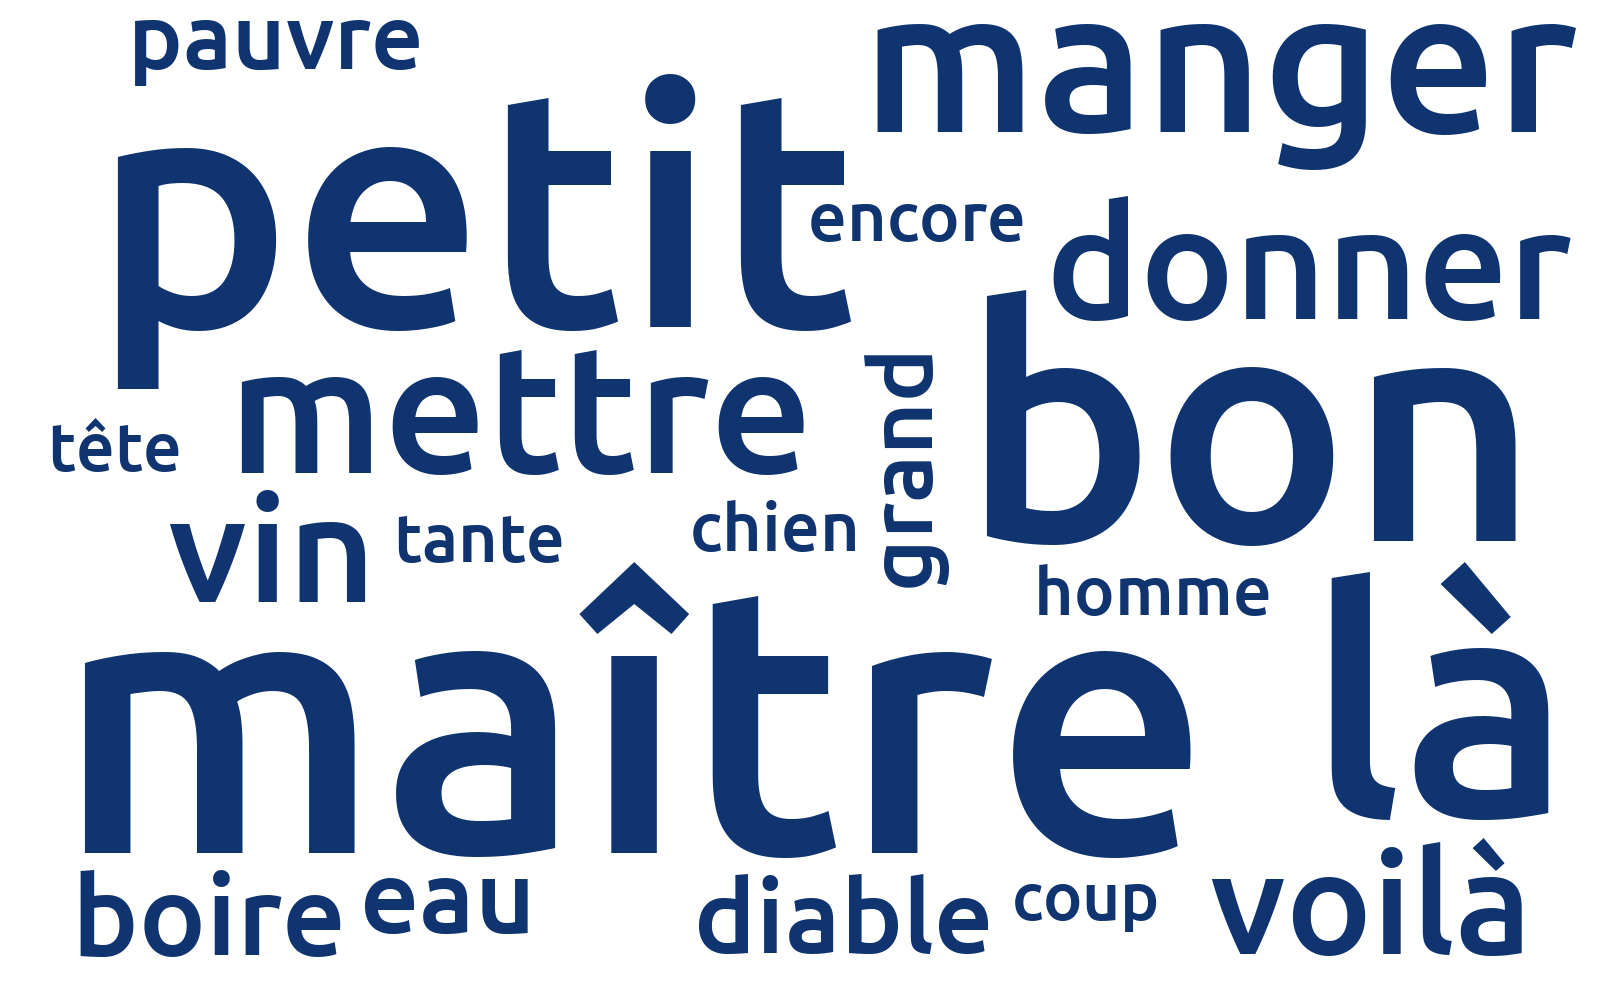 pauvre
manger
petit
encore
donner
bon
mettre
grand
tête
vin
tante
chien
homme
maître
là
boire
eau
diable
coup
voilà